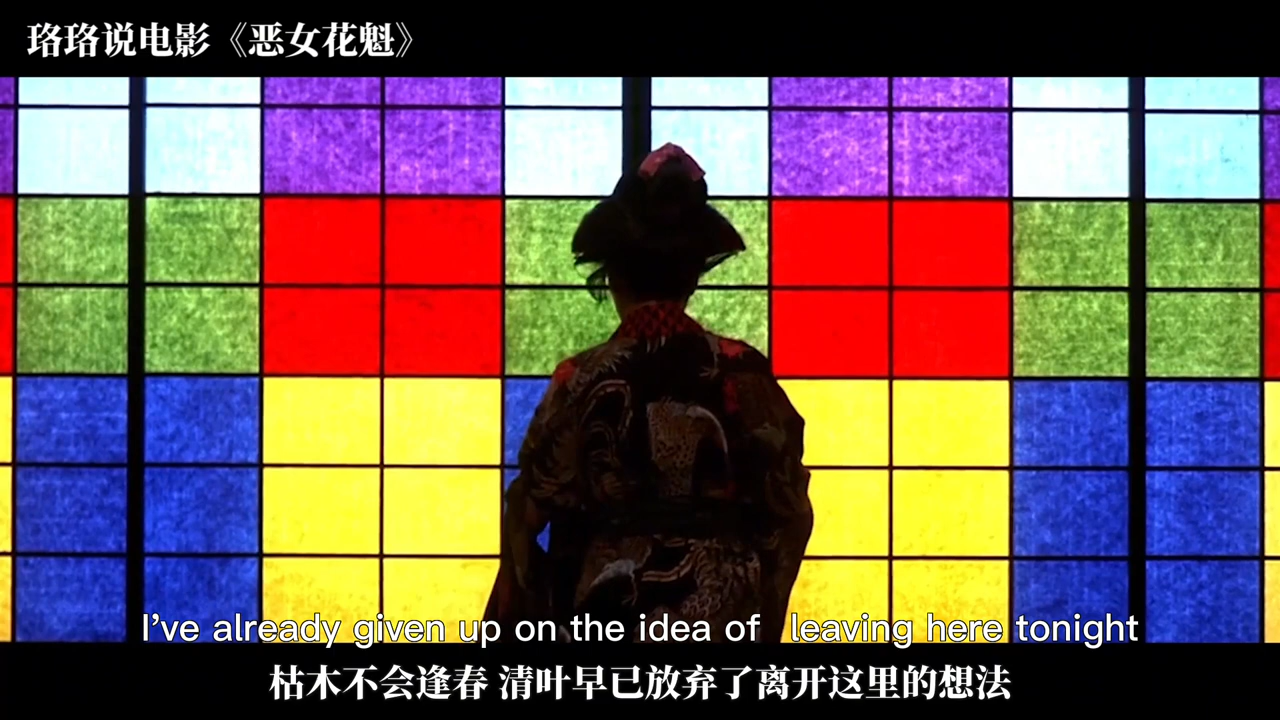 珞珞说电影《恶女花魁》
I've already given up on the idea of leaving here tonight
枯木不会逢春 清叶早已放弃了离开这里的想法